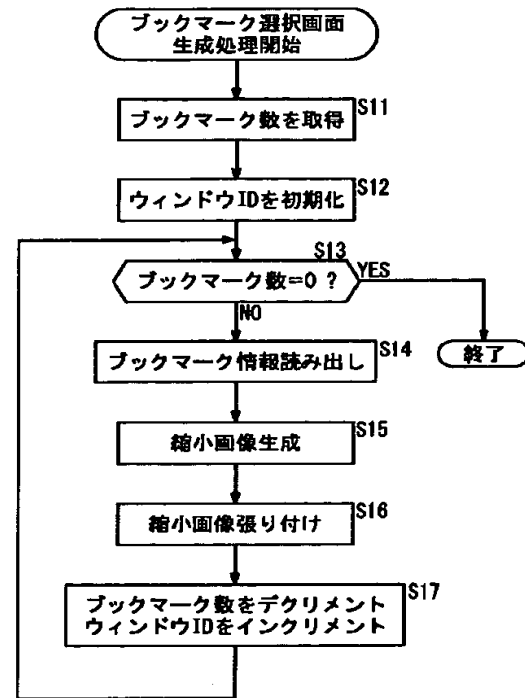 ブックマーク選択画面
生成処理開始
S11
ブックマーク数を取得
S12
ウィンドウIDを初期化
S13
ブックマーク数=0 ?
YES
NO
終了
S14
ブックマーク情報読み出し
S15
縮小画像生成
S16
縮小画像張り付け
S17
ブックマーク数をデクリメント
ウィンドウIDをインクリメント